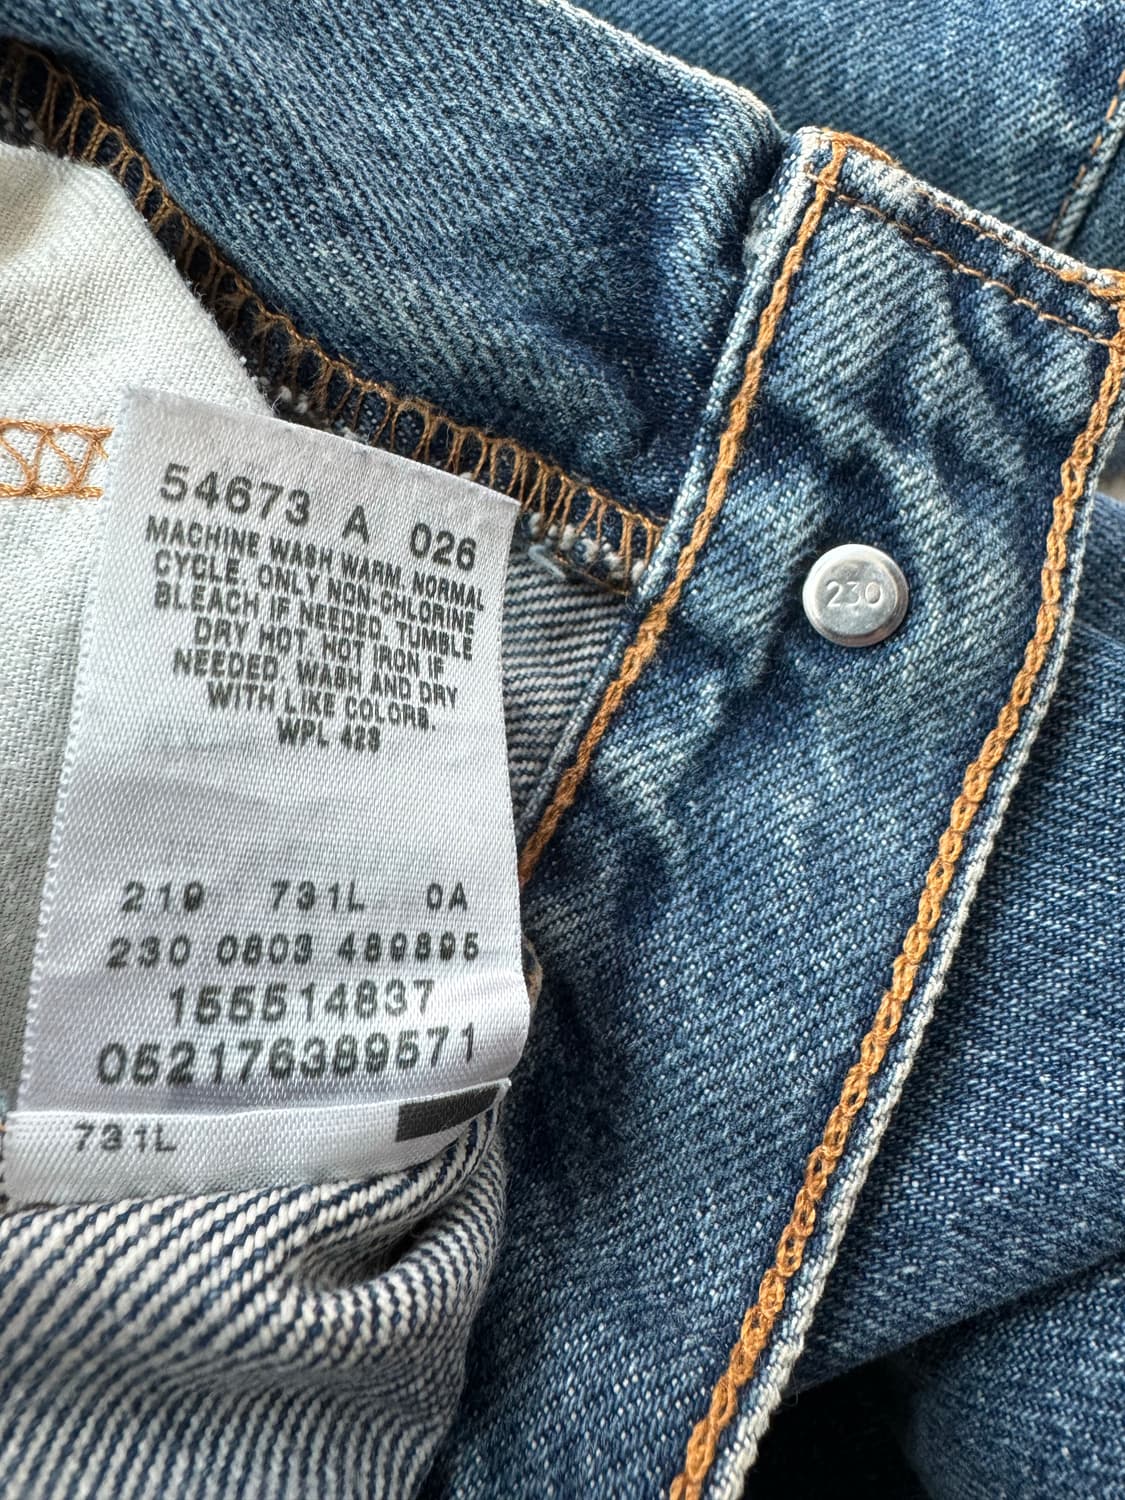 54673 A 026
MACHINE WASH WARM, NORMAL
CYCLE, ONLY NON-CHLORINE
BLEACH IF NEEDED, TUMBLE
DRY HOT, HOT IRON IF
NEEDED, WASH AND DRY
WITH LIKE COLORS.
WPL 423
219 731L 0A
230 0803 489895
155514837
052176389571
731L
230